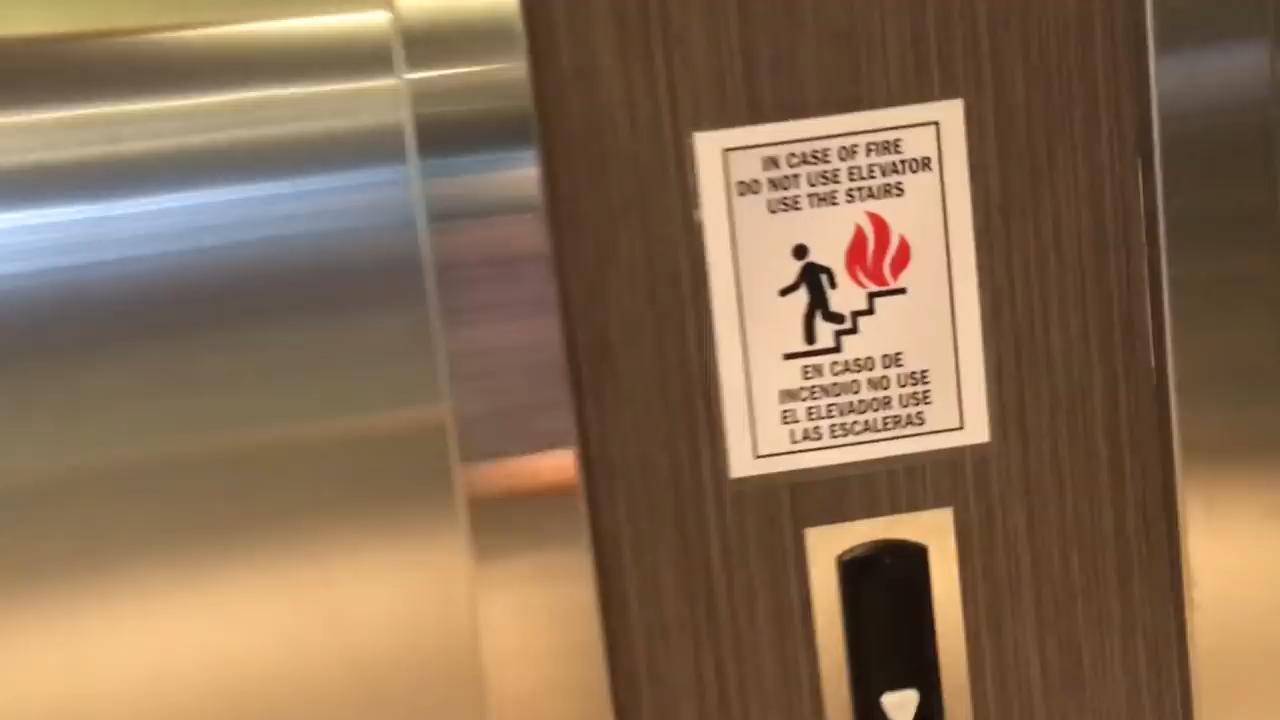 IN CASE OF FIRE
DO NOT USE ELEVATOR
USE THE STAIRS
EN CASO DE
INCENDIO NO USE
EL ELEVADOR USE
LAS ESCALERAS